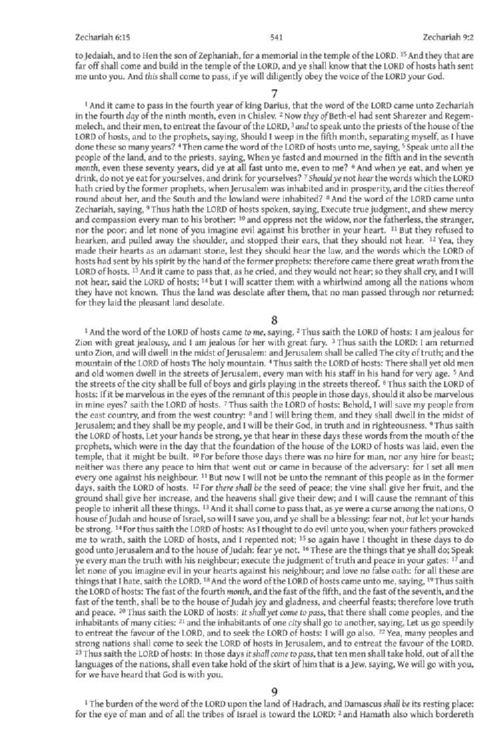 Zechariah 6:15 541 Zechariah 9:2
to Jedaiah, and to Hen the son of Zephaniah, for a memorial in the temple of the LORD. 15 And they that are
far off shall come and build in the temple of the LORD, and ye shall know that the LORD of hosts hath sent
me unto you. And this shall come to pass, if ye will diligently obey the voice of the LORD your God.
7
1 And it came to pass in the fourth year of king Darius, that the word of the LORD came unto Zechariah
in the fourth day of the ninth month, even in Chislev. 2 Now they of Beth-el had sent Sharezer and Regem-
melech, and their men, to entreat the favour of the LORD, 3 and to speak unto the priests of the house of the
LORD of hosts, and to the prophets, saying, Should I weep in the fifth month, separating myself, as I have
done these so many years? 4 Then came the word of the LORD of hosts unto me, saying, 5 Speak unto all the
people of the land, and to the priests, saying, When ye fasted and mourned in the fifth and in the seventh
month, even these seventy years, did ye at all fast unto me, even to me? 6 And when ye eat, and when ye
drink, do not ye eat for yourselves, and drink for yourselves? 7 Should ye not hear the words which the LORD
hath cried by the former prophets, when Jerusalem was inhabited and in prosperity, and the cities thereof
round about her, and the South and the lowland were inhabited? 8 And the word of the LORD came unto
Zechariah, saying, 9 Thus hath the LORD of hosts spoken, saying, Execute true judgment, and shew mercy
and compassion every man to his brother: 10 and oppress not the widow, nor the fatherless, the stranger,
nor the poor; and let none of you imagine evil against his brother in your heart. 11 But they refused to
hearken, and pulled away the shoulder, and stopped their ears, that they should not hear. 12 Yea, they
made their hearts as an adamant stone, lest they should hear the law, and the words which the LORD of
hosts had sent by his spirit by the hand of the former prophets: therefore came there great wrath from the
LORD of hosts. 13 And it came to pass that, as he cried, and they would not hear; so they shall cry, and I will
not hear, said the LORD of hosts; 14 but I will scatter them with a whirlwind among all the nations whom
they have not known. Thus the land was desolate after them, that no man passed through nor returned:
for they laid the pleasant land desolate.
8
1 And the word of the LORD of hosts came to me, saying, 2 Thus saith the LORD of hosts: I am jealous for
Zion with great jealousy, and I am jealous for her with great fury. 3 Thus saith the LORD: I am returned
unto Zion, and will dwell in the midst of Jerusalem: and Jerusalem shall be called The city of truth; and the
mountain of the LORD of hosts The holy mountain. 4 Thus saith the LORD of hosts: There shall yet old men
and old women dwell in the streets of Jerusalem, every man with his staff in his hand for very age. 5 And
the streets of the city shall be full of boys and girls playing in the streets thereof. 6 Thus saith the LORD of
hosts: If it be marvelous in the eyes of the remnant of this people in those days, should it also be marvelous
in mine eyes? saith the LORD of hosts. 7 Thus saith the LORD of hosts: Behold, I will save my people from
the east country, and from the west country: 8 and I will bring them, and they shall dwell in the midst of
Jerusalem; and they shall be my people, and I will be their God, in truth and in righteousness. 9 Thus saith
the LORD of hosts, Let your hands be strong, ye that hear in these days these words from the mouth of the
prophets, which were in the day that the foundation of the house of the LORD of hosts was laid, even the
temple, that it might be built. 10 For before those days there was no hire for man, nor any hire for beast;
neither was there any peace to him that went out or came in because of the adversary: for I set all men
every one against his neighbour. 11 But now I will not be unto the remnant of this people as in the former
days, saith the LORD of hosts. 12 For there shall be the seed of peace; the vine shall give her fruit, and the
ground shall give her increase, and the heavens shall give their dew; and I will cause the remnant of this
people to inherit all these things. 13 And it shall come to pass that, as ye were a curse among the nations, O
house of Judah and house of Israel, so will I save you, and ye shall be a blessing: fear not, but let your hands
be strong. 14 For thus saith the LORD of hosts: As I thought to do evil unto you, when your fathers provoked
me to wrath, saith the LORD of hosts, and I repented not; 15 so again have I thought in these days to do
good unto Jerusalem and to the house of Judah: fear ye not. 16 These are the things that ye shall do; Speak
ye every man the truth with his neighbour; execute the judgment of truth and peace in your gates: 17 and
let none of you imagine evil in your hearts against his neighbour; and love no false oath: for all these are
things that I hate, saith the LORD. 18 And the word of the LORD of hosts came unto me, saying, 19 Thus saith
the LORD of hosts: The fast of the fourth month, and the fast of the fifth, and the fast of the seventh, and the
fast of the tenth, shall be to the house of Judah joy and gladness, and cheerful feasts; therefore love truth
and peace. 20 Thus saith the LORD of hosts: it shall yet come to pass, that there shall come peoples, and the
inhabitants of many cities: 21 and the inhabitants of one city shall go to another, saying, Let us go speedily
to entreat the favour of the LORD, and to seek the LORD of hosts: I will go also. 22 Yea, many peoples and
strong nations shall come to seek the LORD of hosts in Jerusalem, and to entreat the favour of the LORD.
23 Thus saith the LORD of hosts: In those days it shall come to pass, that ten men shall take hold, out of all the
languages of the nations, shall even take hold of the skirt of him that is a Jew, saying, We will go with you,
for we have heard that God is with you.
9
1 The burden of the word of the LORD upon the land of Hadrach, and Damascus shall be its resting place:
for the eye of man and of all the tribes of Israel is toward the LORD: 2 and Hamath also which bordereth